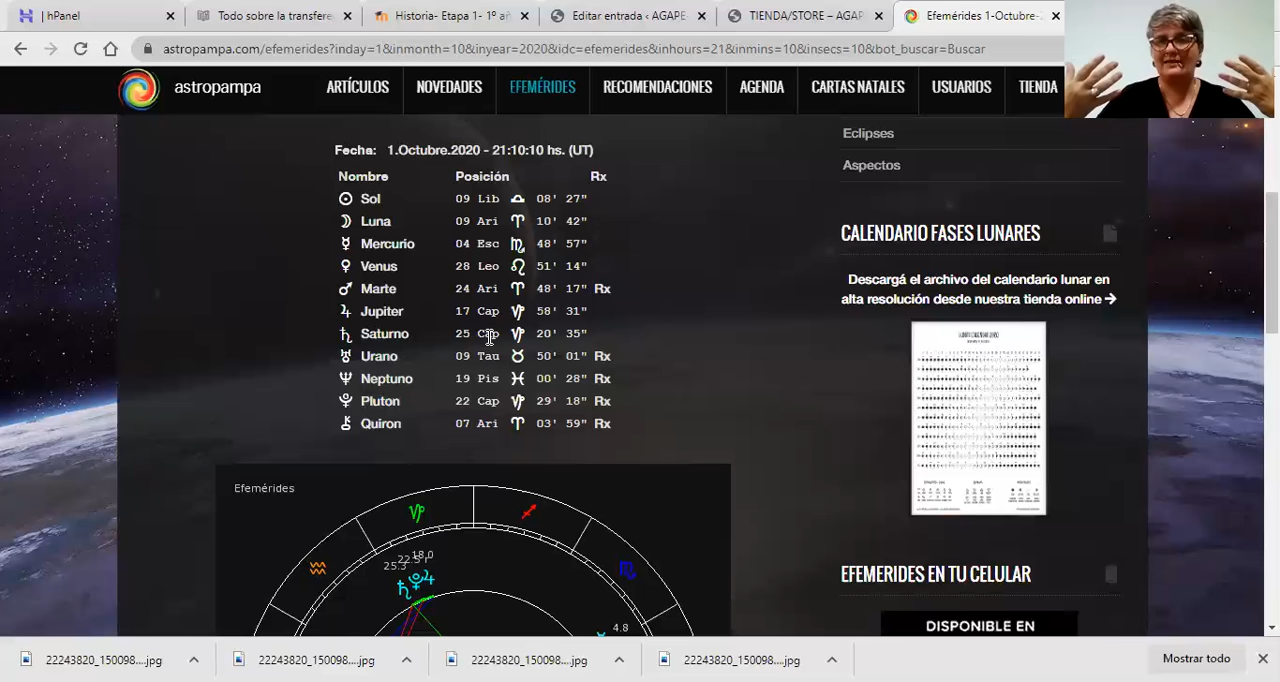 | hPanel
Todo sobre la transfere
Historia- Etapa 1- 1º añ
Editar entrada ‹ AGAPE
TIENDA/STORE – AGAP
Efemérides 1-Octubre-
astropampa.com/efemerides?inday=1&inmonth=10&inyear=2020&idc=efemerides&inhours=21&inmins=10&insecs=10&bot_buscar=Buscar
astropampa
ARTÍCULOS
NOVEDADES
EFEMÉRIDES
RECOMENDACIONES
AGENDA
CARTAS NATALES
USUARIOS
TIENDA
Fecha: 1.Octubre.2020 - 21:10:10 hs. (UT)
Nombre Posición Rx
☉ Sol 09 Lib ♎ 08' 27"
☽ Luna 09 Ari ♈ 10' 42"
☿ Mercurio 04 Esc ♏ 48' 57"
♀ Venus 28 Leo ♌ 51' 14"
♂ Marte 24 Ari ♈ 48' 17" Rx
♃ Jupiter 17 Cap ♑ 58' 31"
♄ Saturno 25 Cap ♑ 20' 35"
♅ Urano 09 Tau ♉ 50' 01" Rx
♆ Neptuno 19 Pis ♓ 00' 28" Rx
Pluton 22 Cap ♑ 29' 18" Rx
⚷ Quiron 07 Ari ♈ 03' 59" Rx
Efemérides
18,0
22.5
25.3
4.8
Eclipses
Aspectos
CALENDARIO FASES LUNARES
Descargá el archivo del calendario lunar en
alta resolución desde nuestra tienda online →
EFEMERIDES EN TU CELULAR
DISPONIBLE EN
22243820_150098....jpg
22243820_150098....jpg
22243820_150098....jpg
22243820_150098....jpg
Mostrar todo